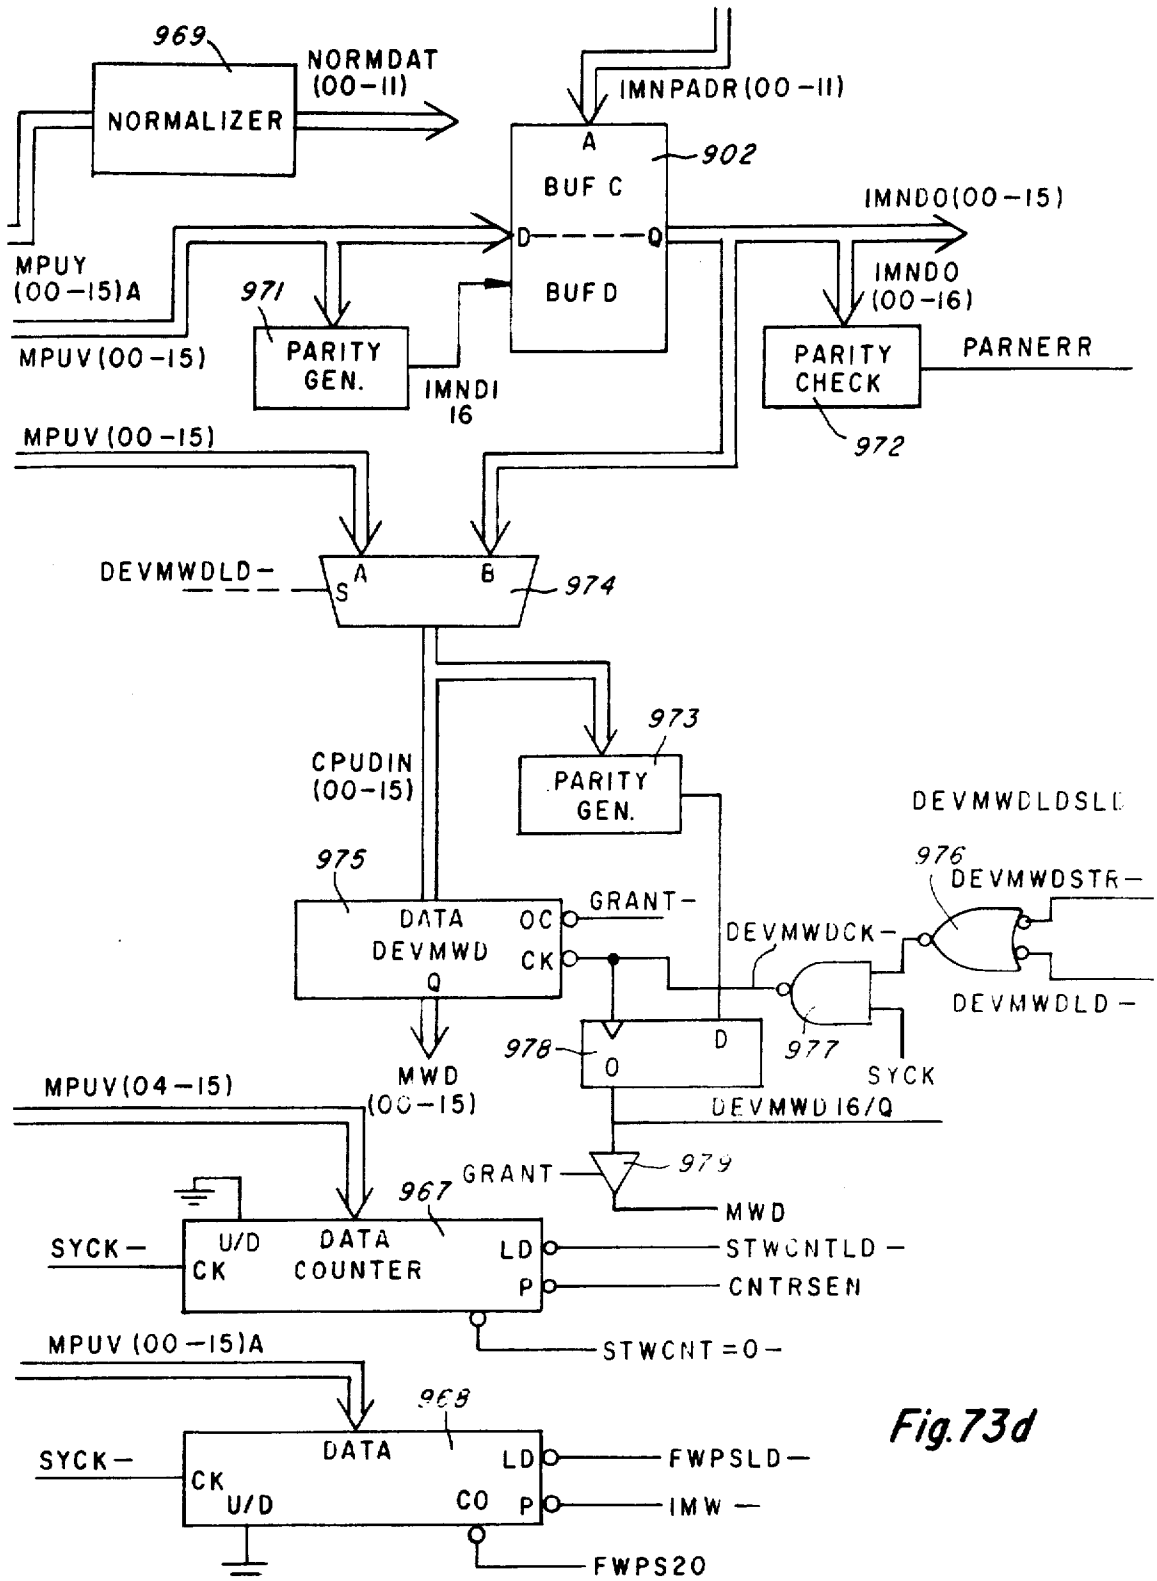 969
NORMALIZER
NORMDAT
(00-11)
IMNPADR(00-11)
A
902
BUF C
D
Q
BUF D
IMNDO(00-15)
MPUY
(00-15)A
MPUV(00-15)
971
PARITY
GEN.
IMNDI
16
IMNDO
(00-16)
PARITY
CHECK
PARNERR
972
MPUV(00-15)
DEVMWDLD-
S
A
B
974
CPUDIN
(00-15)
973
PARITY
GEN.
975
DATA
DEVMWD
Q
OC
CK
GRANT-
DEVMWDCK-
976
DEVMWDSTR-
DEVMWDLD-
977
SYCK
978
D
MWD
(00-15)
DEVMWD16/Q
GRANT
979
MWD
MPUV(04-15)
967
U/D
DATA
COUNTER
SYCK-
CK
LD
STWCNTLD-
P
CNTRSEN
STWCNT=0-
MPUV(00-15)A
968
DATA
SYCK-
CK
U/D
CO
LD
FWPSLD-
P
IMW-
FWPS20
Fig.73d